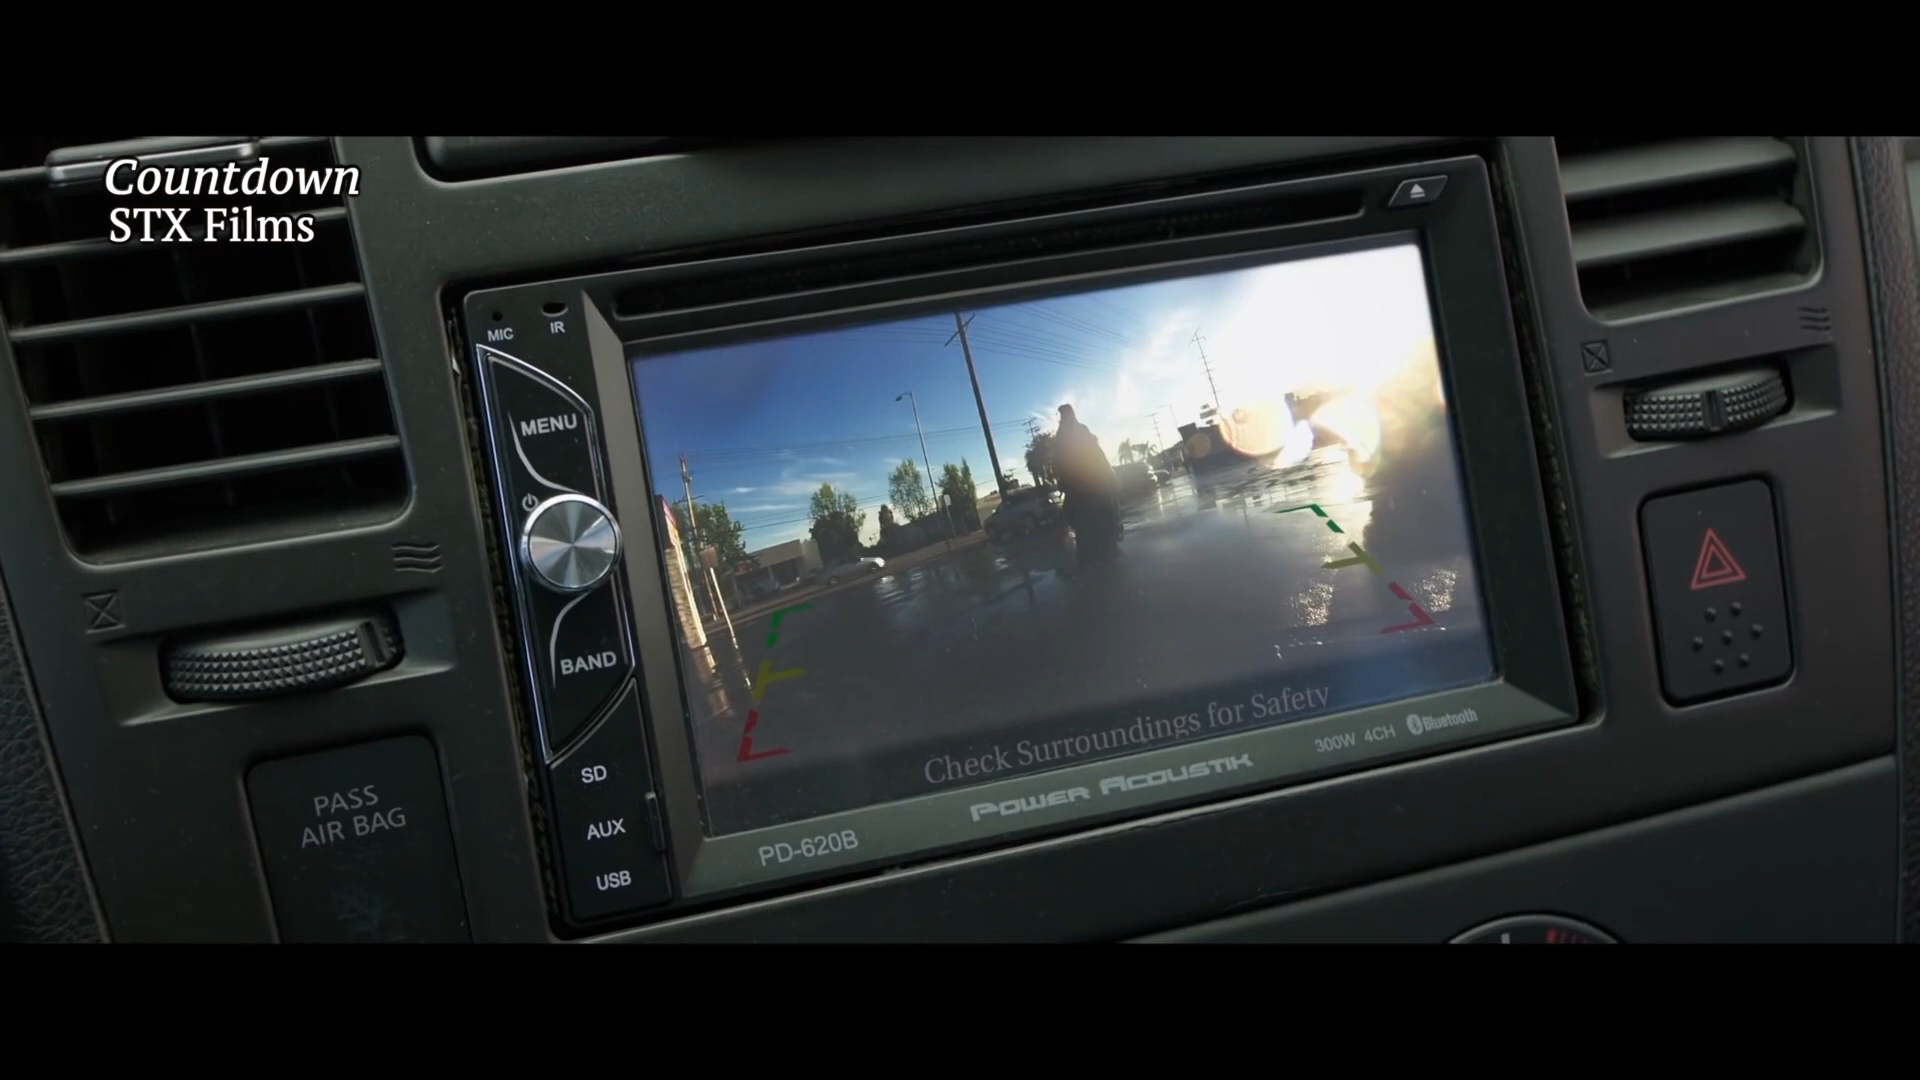 Countdown
STX Films
MIC
IR
MENU
BAND
SD
AUX
USB
PASS
AIR BAG
Check Surroundings for Safety
POWER ACOUSTIK
300W 4CH Bluetooth
PD-620B